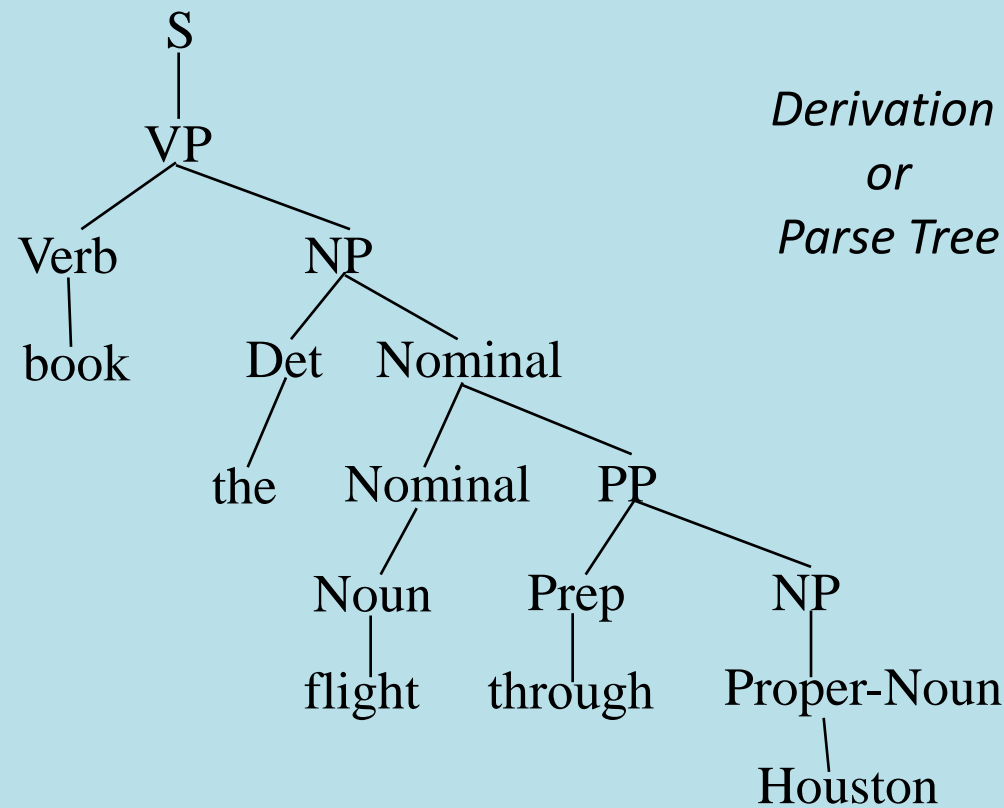 S
Derivation
or
VP
Parse Tree
Verb NP
book Det Nominal
the Nominal PP
Noun Prep NP
flight through Proper-Noun
Houston